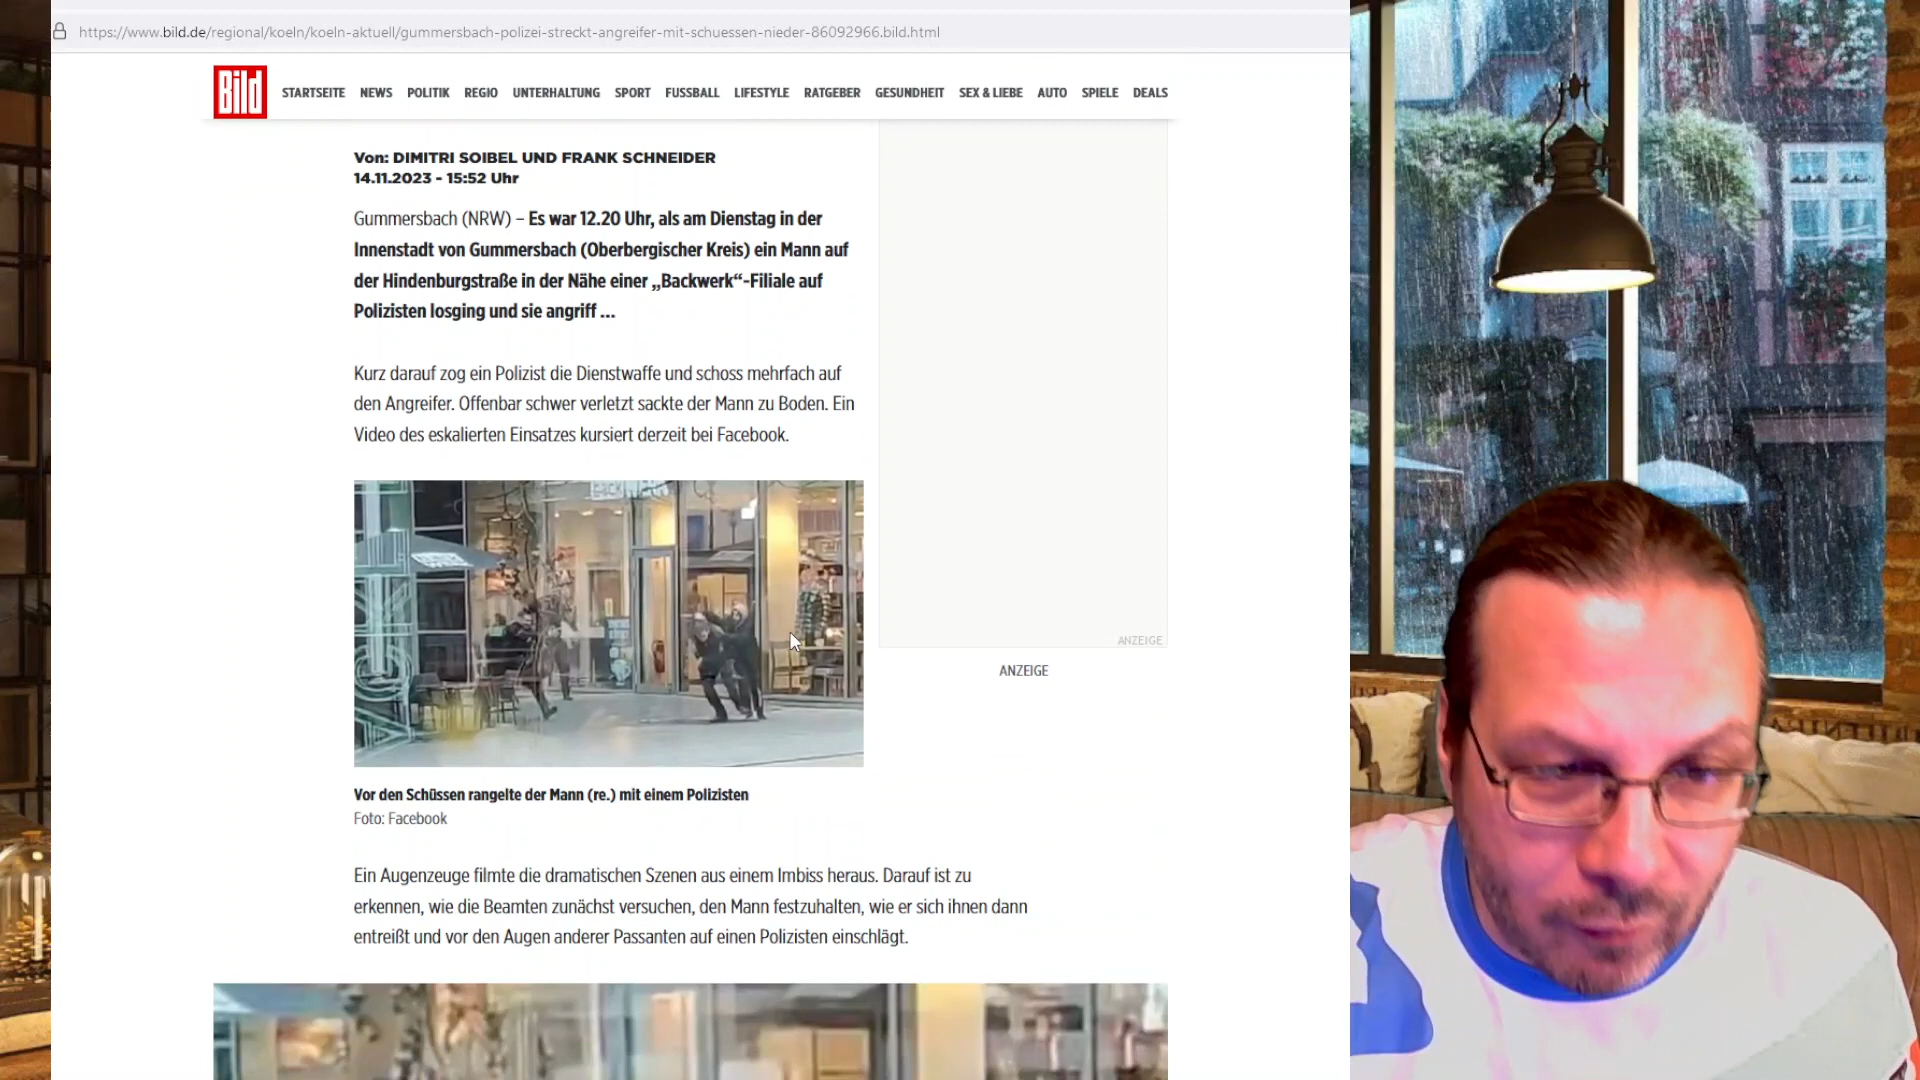 https://www.bild.de/regional/koeln/koeln-aktuell/gummersbach-polizei-streckt-angreifer-mit-schuessen-nieder-86092966.bild.html
Bild
STARTSEITE NEWS POLITIK REGIO UNTERHALTUNG SPORT FUSSBALL LIFESTYLE RATGEBER GESUNDHEIT SEX & LIEBE AUTO SPIELE DEALS
Von: DIMITRI SOIBEL UND FRANK SCHNEIDER
14.11.2023 - 15:52 Uhr
Gummersbach (NRW) – Es war 12.20 Uhr, als am Dienstag in der
Innenstadt von Gummersbach (Oberbergischer Kreis) ein Mann auf
der Hindenburgstraße in der Nähe einer „Backwerk“-Filiale auf
Polizisten losging und sie angriff ...
Kurz darauf zog ein Polizist die Dienstwaffe und schoss mehrfach auf
den Angreifer. Offenbar schwer verletzt sackte der Mann zu Boden. Ein
Video des eskalierten Einsatzes kursiert derzeit bei Facebook.
ANZEIGE
ANZEIGE
Vor den Schüssen rangelte der Mann (re.) mit einem Polizisten
Foto: Facebook
Ein Augenzeuge filmte die dramatischen Szenen aus einem Imbiss heraus. Darauf ist zu
erkennen, wie die Beamten zunächst versuchen, den Mann festzuhalten, wie er sich ihnen dann
entreißt und vor den Augen anderer Passanten auf einen Polizisten einschlägt.